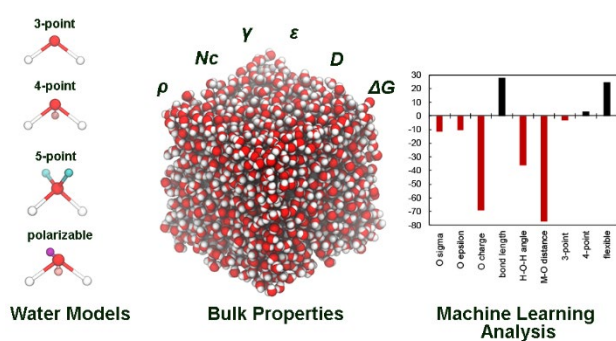 3-point
4-point
5-point
polarizable
Water Models
ρ Nc γ ε D ΔG
Bulk Properties
30
20
10
0
-10
-20
-30
-40
-50
-60
-70
-80
O sigma
O epsilon
O charge
bond length
H-O-H angle
M-O distance
3-point
4-point
flexible
Machine Learning
Analysis